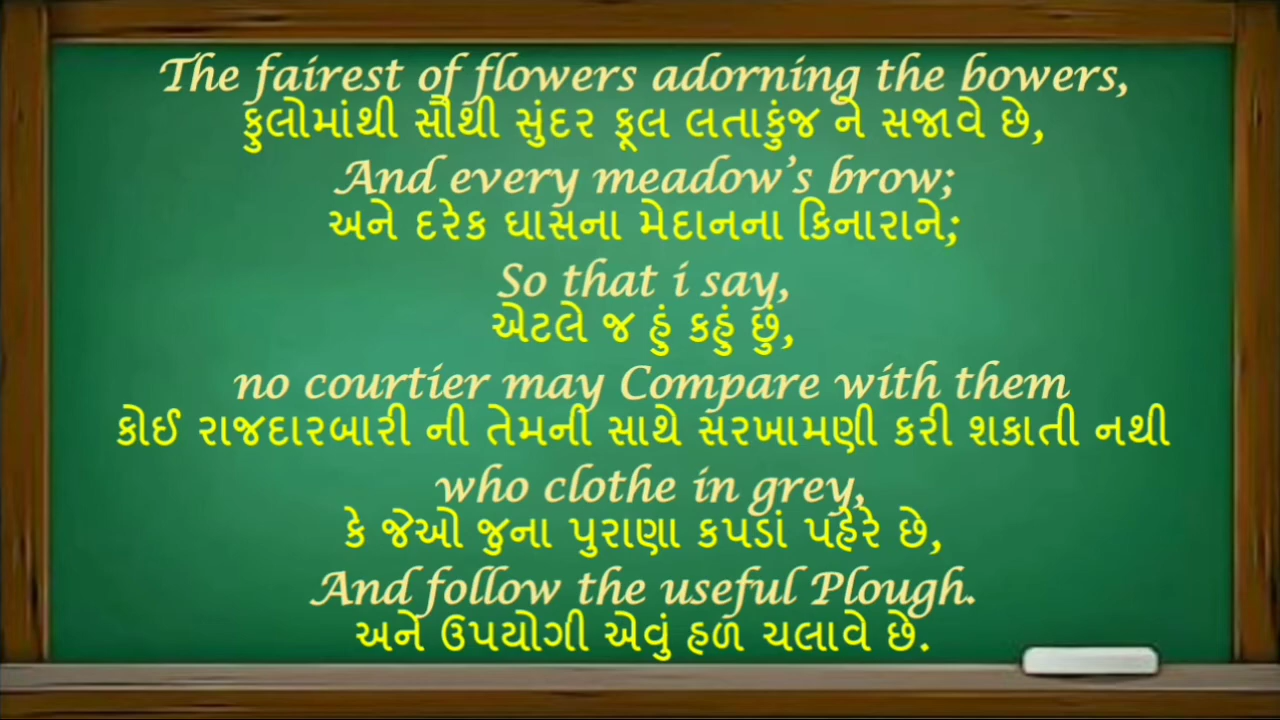 The fairest of flowers adorning the bowers,
ફુલોમાંથી સૌથી સુંદર ફૂલ લતાકુંજ ને સજાવે છે,
And every meadow's brow;
અને દરેક ઘાસના મેદાનના કિનારાને;
So that i say,
એટલે જ હું કહું છું,
no courtier may Compare with them
કોઈ રાજદારબારી ની તેમની સાથે સરખામણી કરી શકાતી નથી
who clothe in grey,
કે જેઓ જુના પુરાણા કપડાં પહેરે છે,
And follow the useful Plough.
અને ઉપયોગી એવું હળ ચલાવે છે.